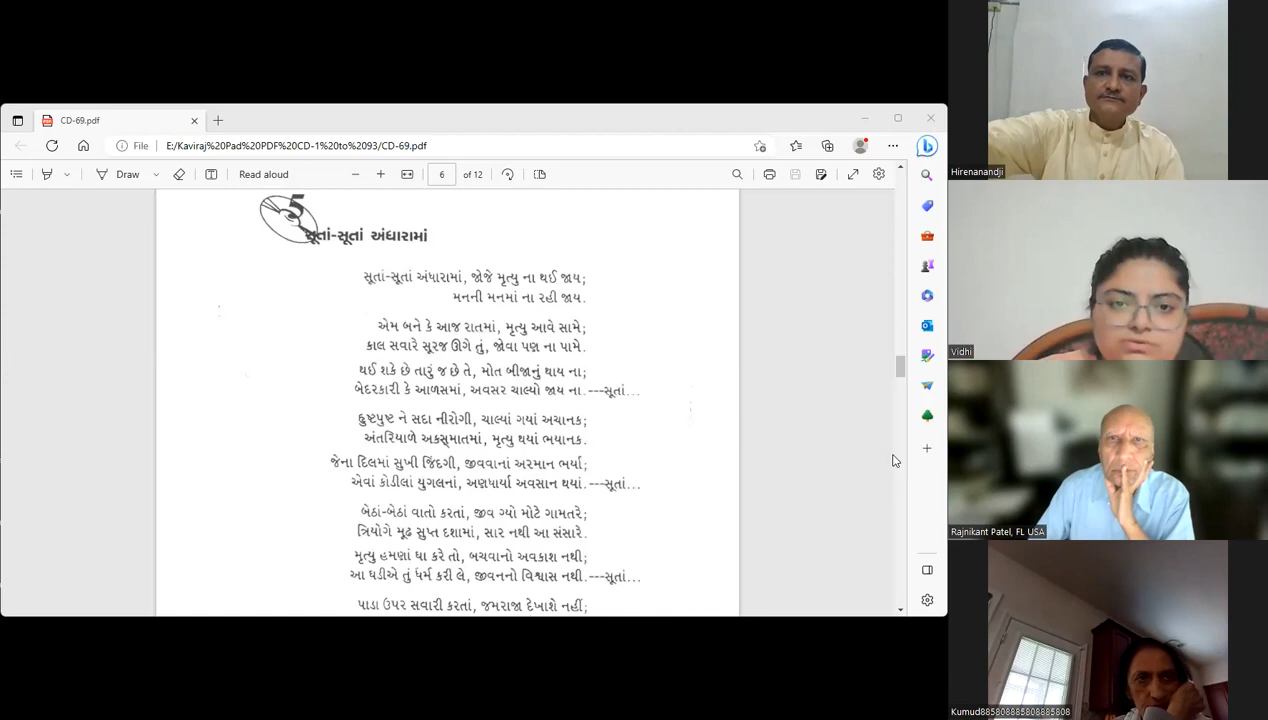 CD-69.pdf
File E:/Kaviraj%20Pad%20PDF%20CD-1%20to%2093/CD-69.pdf
Draw Read aloud 6 of 12
5
સૂતાં-સૂતાં અંધારામાં
સૂતાં-સૂતાં અંધારામાં, જોજે મૃત્યુ ના થઈ જાય;
મનની મનમાં ના રહી જાય.
એમ બને કે આજ રાતમાં, મૃત્યુ આવે સામે;
કાલ સવારે સૂરજ ઊગે તું, જોવા પણ ના પામે.
થઈ શકે છે તારું જ છે તે, મોત બીજાનું થાય ના;
બેદરકારી કે આળસમાં, અવસર ચાલ્યો જાય ના.---સૂતાં...
હ્રુષ્ટપુષ્ટ ને સદા નીરોગી, ચાલ્યાં ગયાં અચાનક;
અંતરિયાળે અકસ્માતમાં, મૃત્યુ થયાં ભયાનક.
જેના દિલમાં સુખી જિંદગી, જીવવાનાં અરમાન ભર્યા;
એવાં કોડીલાં યુગલનાં, અણધાર્યા અવસાન થયાં.---સૂતાં...
બેઠાં-બેઠાં વાતો કરતાં, જીવ ગ્યો મોટે ગામતરે;
ત્રિયોગે મૂઢ સુપ્ત દશામાં, સાર નથી આ સંસારે.
મૃત્યુ હમણાં ઘા કરે તો, બચવાનો અવકાશ નથી;
આ ઘડીએ તું ધર્મ કરી લે, જીવનનો વિશ્વાસ નથી.---સૂતાં...
પાડા ઉપર સવારી કરતાં, જમરાજા દેખાશે નહીં;
Hirenanandji
Vidhi
Rajnikant Patel, FL USA
Kumud885808885808885808